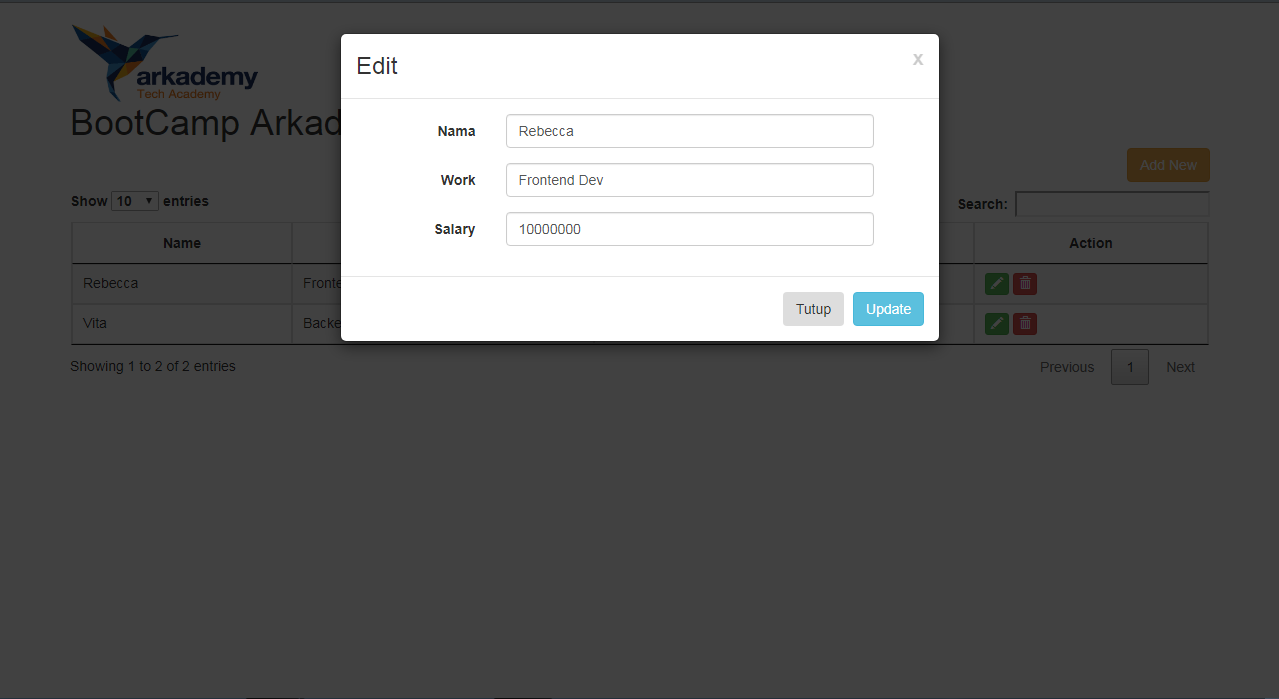 arkademy
Tech Academy
BootCamp Arkad
Edit x
Nama Rebecca
Work Frontend Dev
Salary 10000000
Tutup Update
Add New
Show 10 entries
Search:
Name Action
Rebecca Fronte
Vita Backe
Showing 1 to 2 of 2 entries
Previous 1 Next